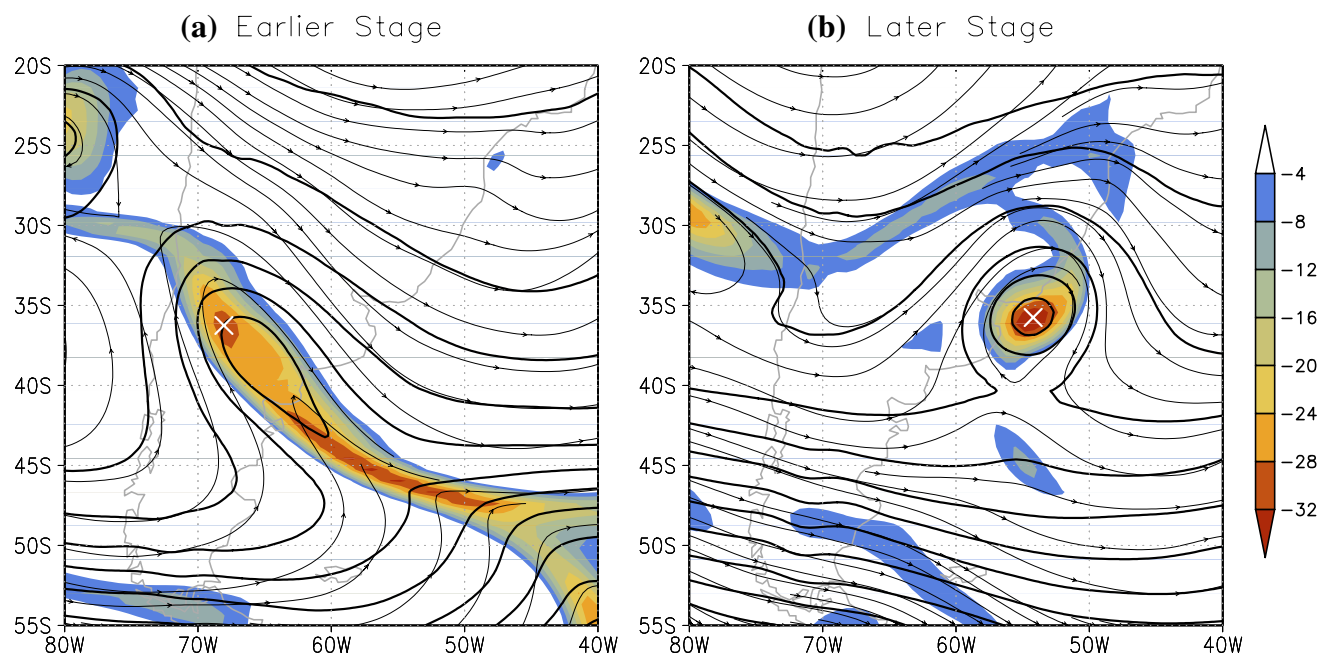 (a) Earlier Stage
(b) Later Stage
20S
25S
30S
35S
40S
45S
50S
55S
80W 70W 60W 50W 40W
20S
25S
30S
35S
40S
45S
50S
55S
80W 70W 60W 50W 40W
−4
−8
−12
−16
−20
−24
−28
−32